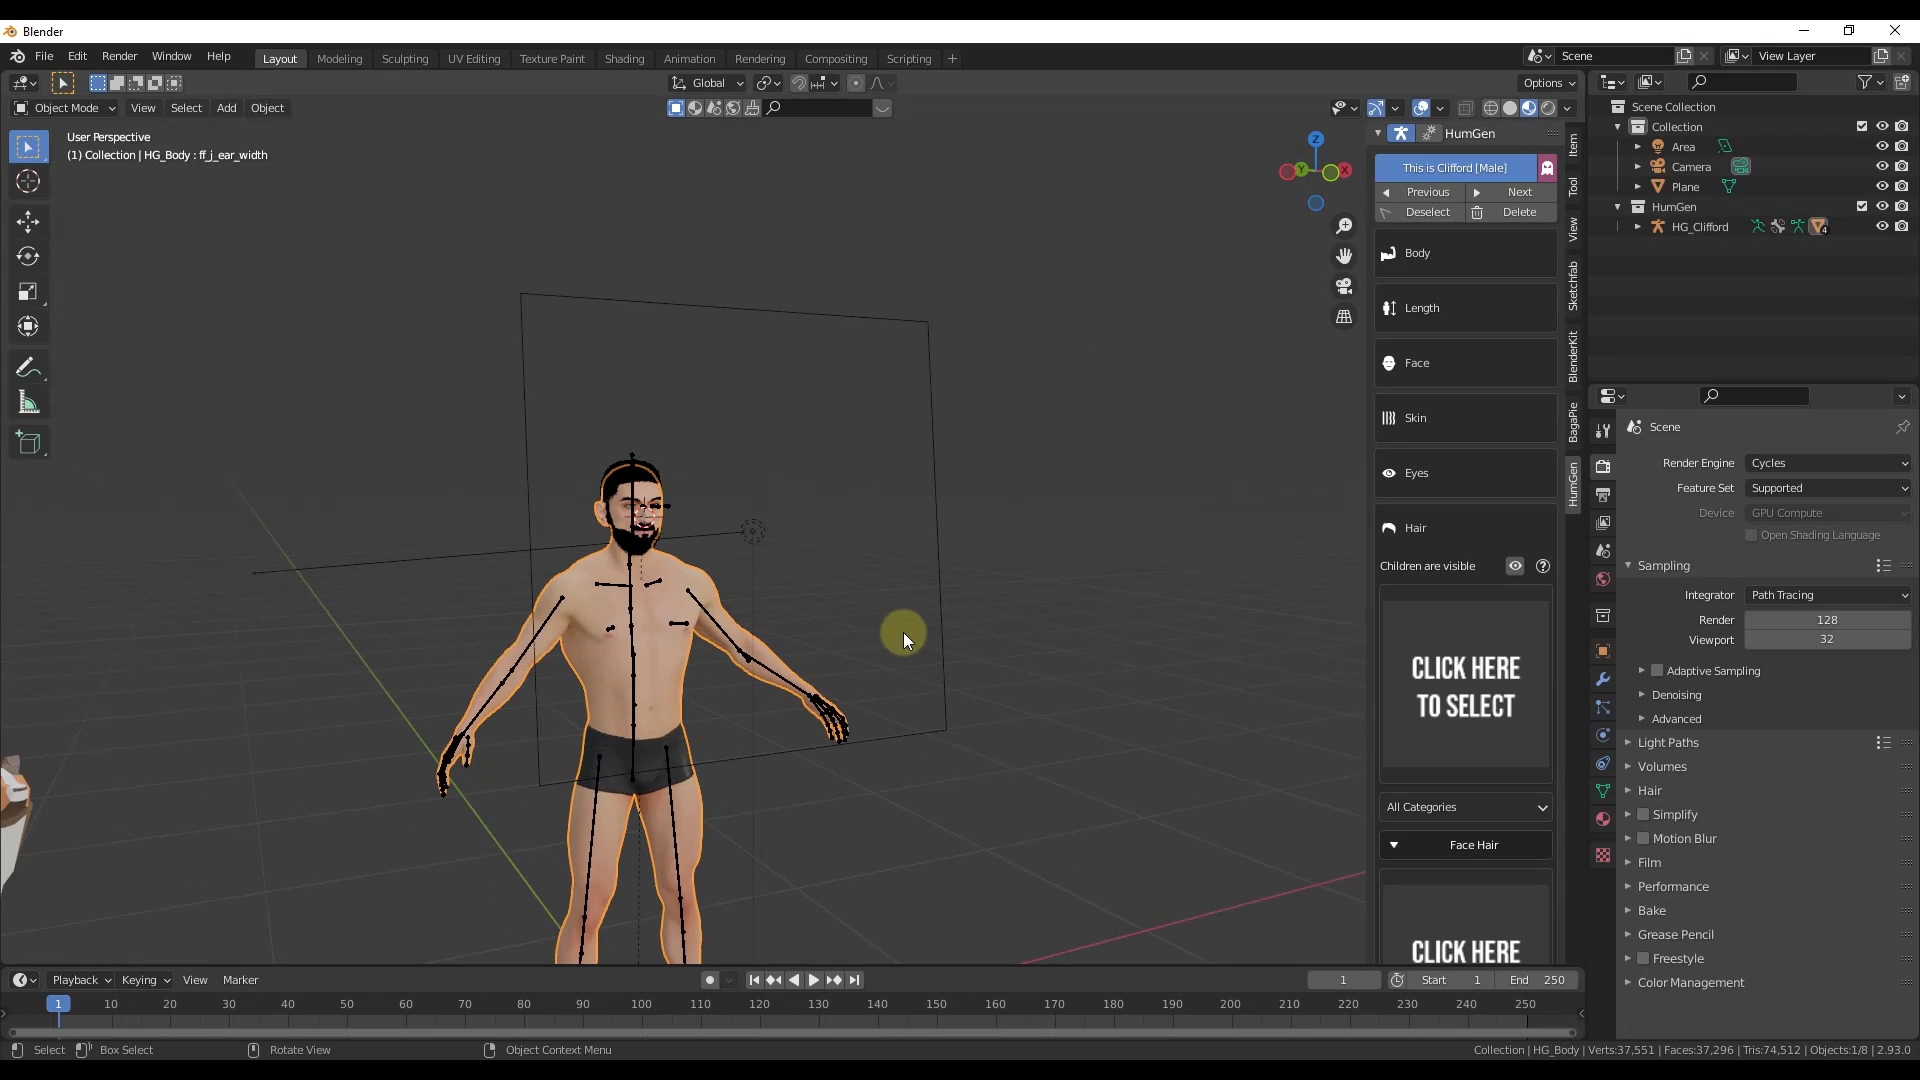 Blender
File Edit Render Window Help
Layout Modeling Sculpting UV Editing Texture Paint Shading Animation Rendering Compositing Scripting +
Scene
View Layer
Global
Options
Object Mode View Select Add Object
User Perspective
(1) Collection | HG_Body : ff_j_ear_width
Z
Y
X
HumGen
This is Clifford [Male]
Previous Next
Deselect Delete
Body
Length
Face
Skin
Eyes
Hair
Children are visible
CLICK HERE
TO SELECT
All Categories
Face Hair
CLICK HERE
Item
Tool
View
Sketchfab
BlenderKit
BagaPie
HumGen
Scene Collection
Collection
Area
Camera
Plane
HumGen
HG_Clifford
4
Scene
Render Engine Cycles
Feature Set Supported
Device GPU Compute
Open Shading Language
Sampling
Integrator Path Tracing
Render 128
Viewport 32
Adaptive Sampling
Denoising
Advanced
Light Paths
Volumes
Hair
Simplify
Motion Blur
Film
Performance
Bake
Grease Pencil
Freestyle
Color Management
Playback Keying View Marker
1 Start 1 End 250
1 10 20 30 40 50 60 70 80 90 100 110 120 130 140 150 160 170 180 190 200 210 220 230 240 250
Select Box Select Rotate View Object Context Menu
Collection | HG_Body | Verts:37,551 | Faces:37,296 | Tris:74,512 | Objects:1/8 | 2.93.0